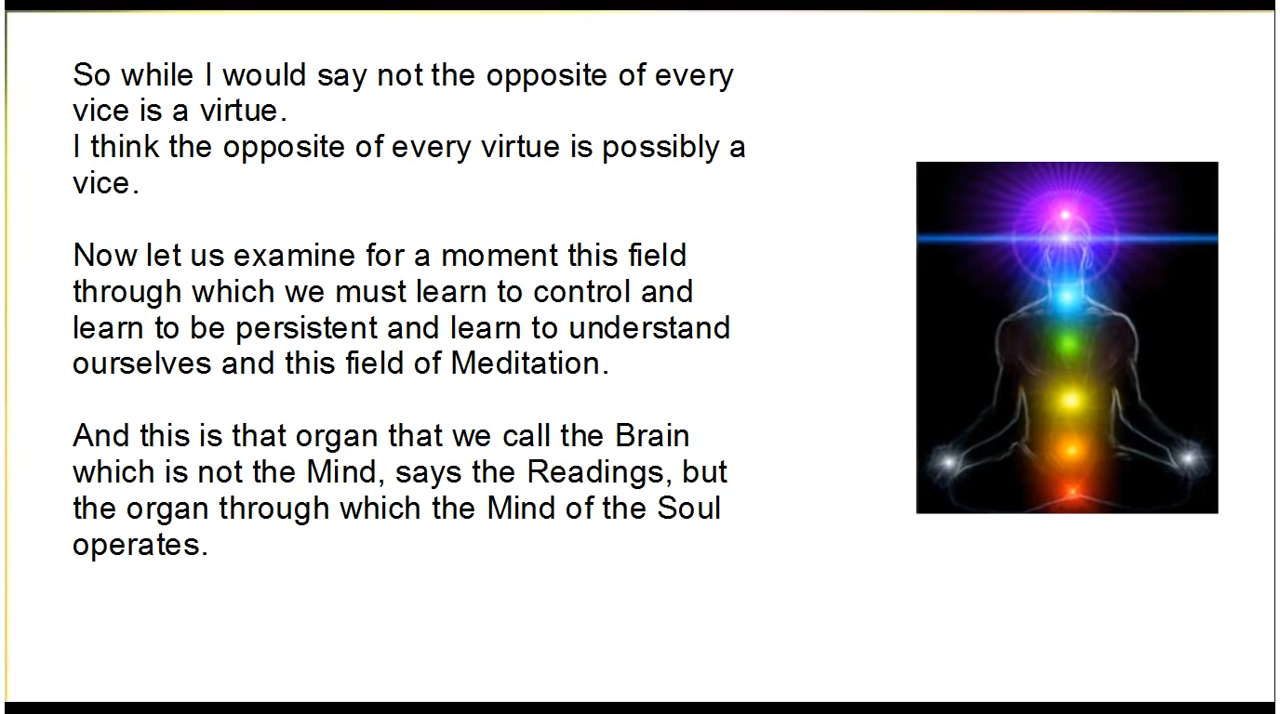 So while I would say not the opposite of every
vice is a virtue.
I think the opposite of every virtue is possibly a
vice.
Now let us examine for a moment this field
through which we must learn to control and
learn to be persistent and learn to understand
ourselves and this field of Meditation.
And this is that organ that we call the Brain
which is not the Mind, says the Readings, but
the organ through which the Mind of the Soul
operates.